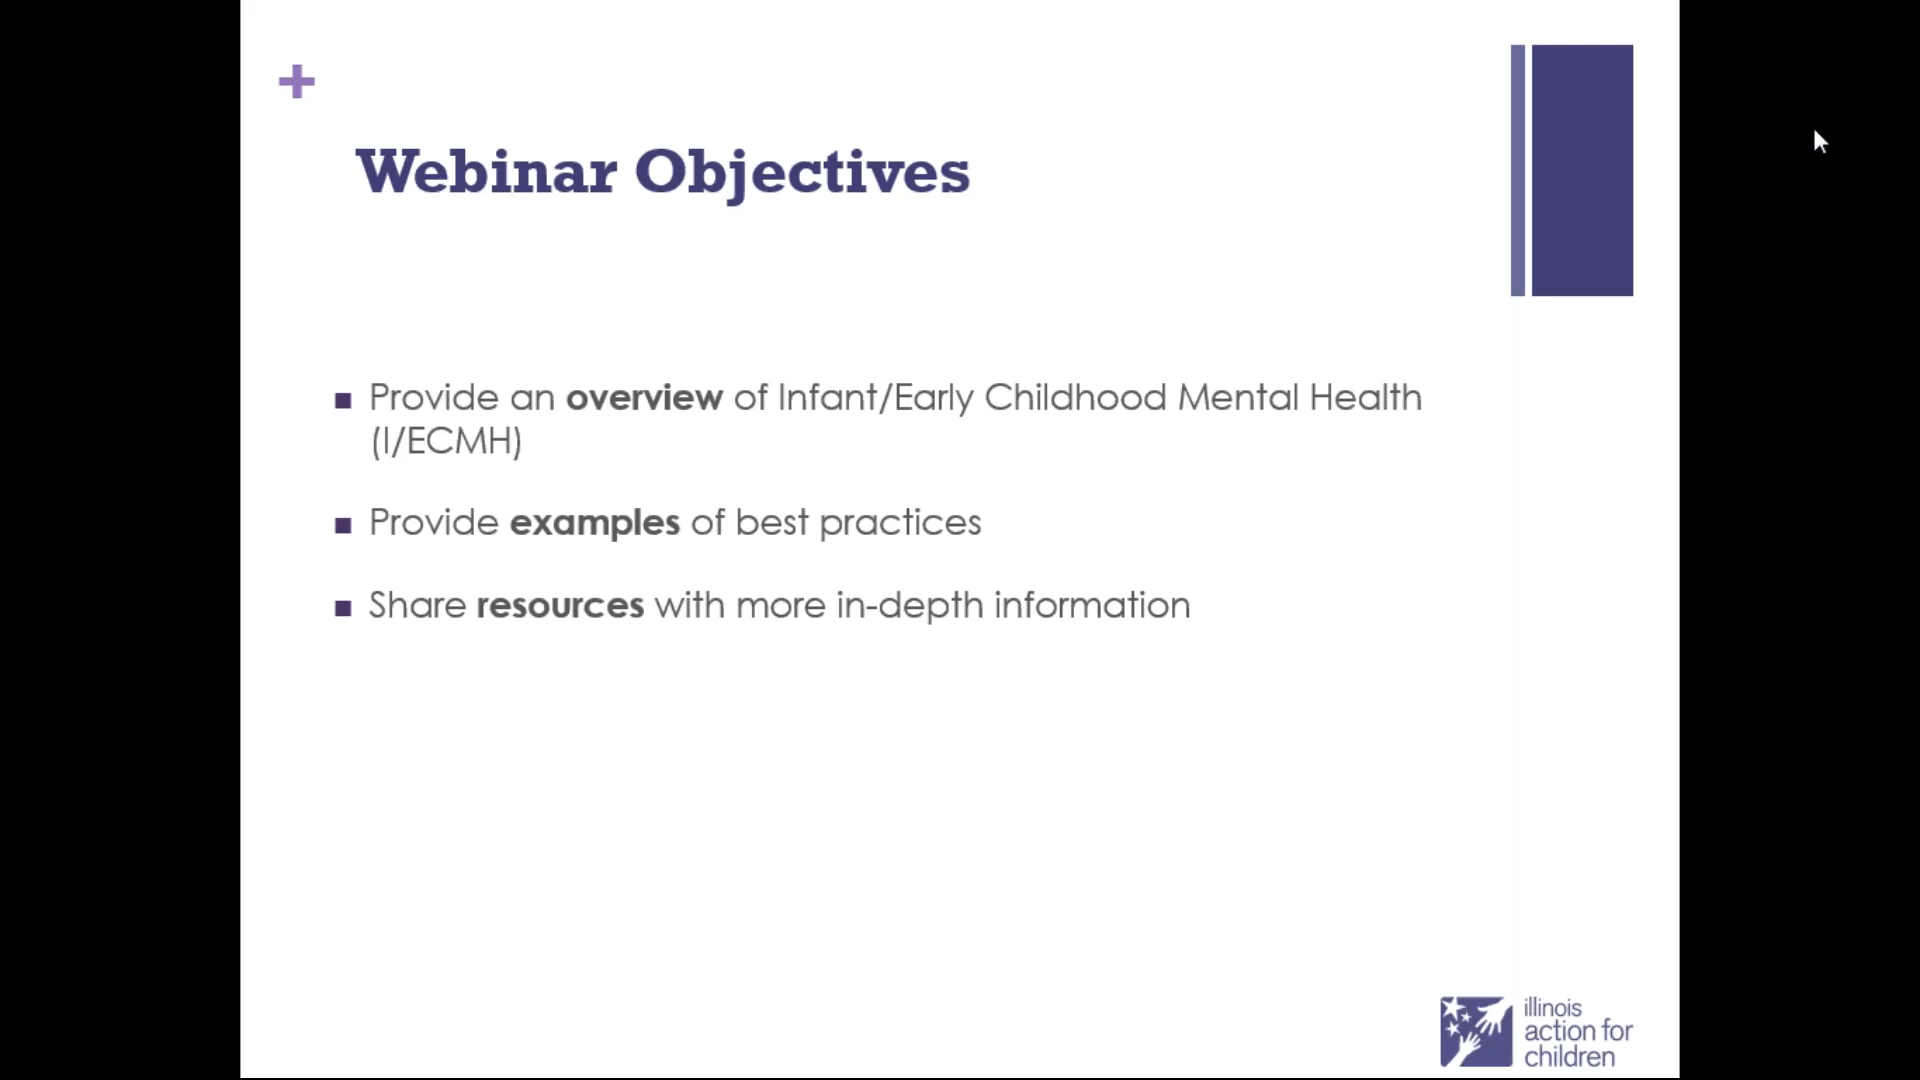 +
Webinar Objectives
■ Provide an overview of Infant/Early Childhood Mental Health
(I/ECMH)
■ Provide examples of best practices
■ Share resources with more in-depth information
illinois
action for
children